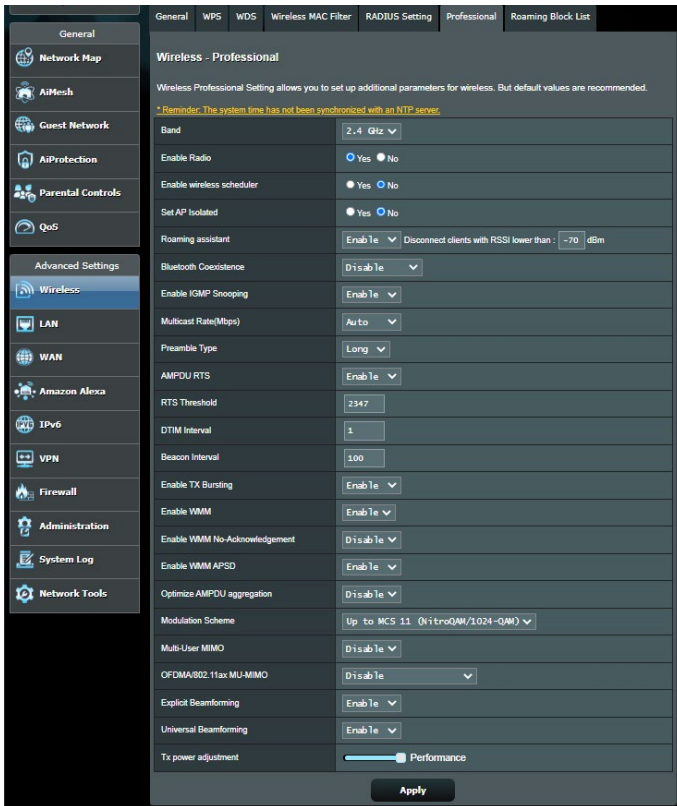 General WPS WDS Wireless MAC Filter RADIUS Setting Professional Roaming Block List
General
Network Map
AiMesh
Guest Network
AiProtection
Parental Controls
QoS
Advanced Settings
Wireless
LAN
WAN
Amazon Alexa
IPv6
VPN
Firewall
Administration
System Log
Network Tools
Wireless - Professional
Wireless Professional Setting allows you to set up additional parameters for wireless. But default values are recommended.
* Reminder: The system time has not been synchronized with an NTP server.
Band 2.4 GHz
Enable Radio Yes No
Enable wireless scheduler Yes No
Set AP Isolated Yes No
Roaming assistant Enable Disconnect clients with RSSI lower than : -70 dBm
Bluetooth Coexistence Disable
Enable IGMP Snooping Enable
Multicast Rate(Mbps) Auto
Preamble Type Long
AMPDU RTS Enable
RTS Threshold 2347
DTIM Interval 1
Beacon Interval 100
Enable TX Bursting Enable
Enable WMM Enable
Enable WMM No-Acknowledgement Disable
Enable WMM APSD Enable
Optimize AMPDU aggregation Disable
Modulation Scheme Up to MCS 11 (NitroQAM/1024-QAM)
Multi-User MIMO Disable
OFDMA/802.11ax MU-MIMO Disable
Explicit Beamforming Enable
Universal Beamforming Enable
Tx power adjustment Performance
Apply
IPV6